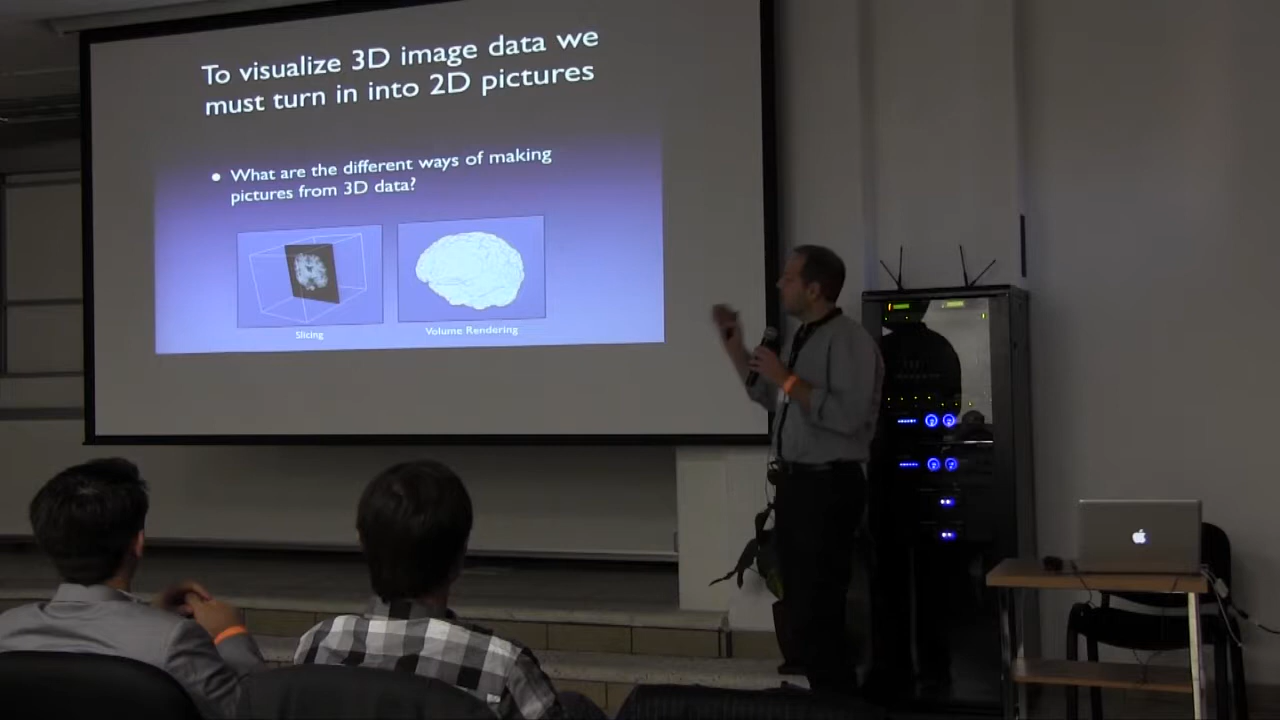 To visualize 3D image data we
must turn in into 2D pictures
• What are the different ways of making
pictures from 3D data?
Slicing
Volume Rendering